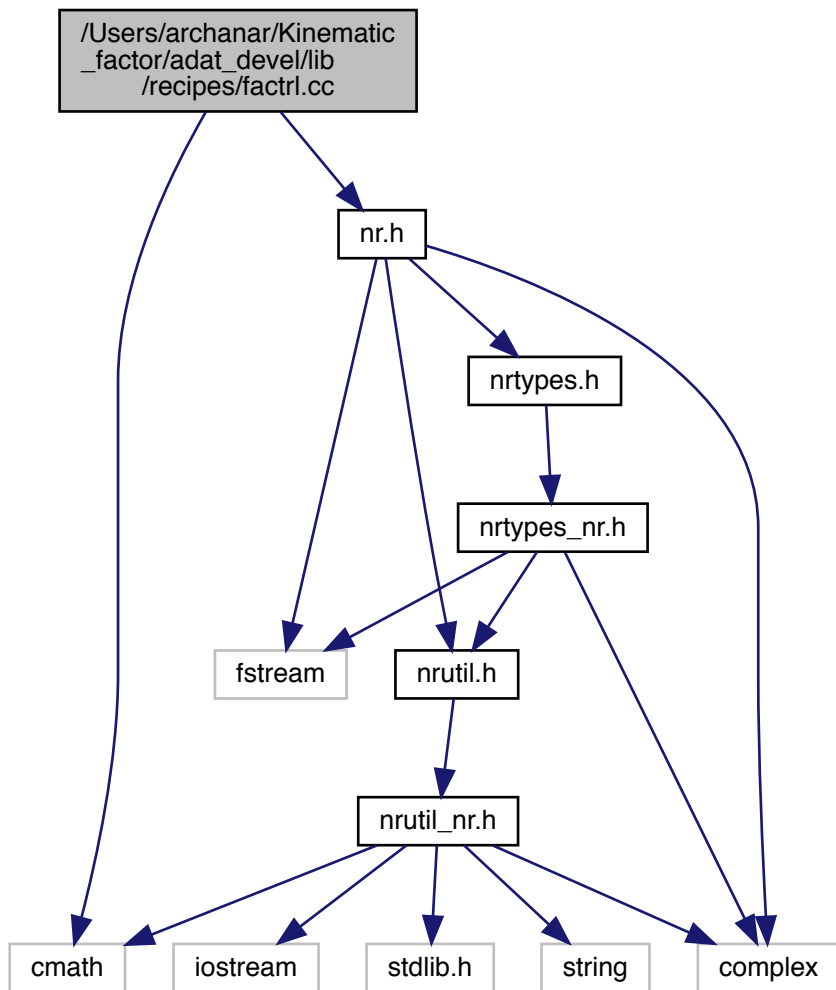 /Users/archanar/Kinematic
_factor/adat_devel/lib
/recipes/factrl.cc
nr.h
nrtypes.h
nrtypes_nr.h
fstream
nrutil.h
nrutil_nr.h
cmath
iostream
stdlib.h
string
complex